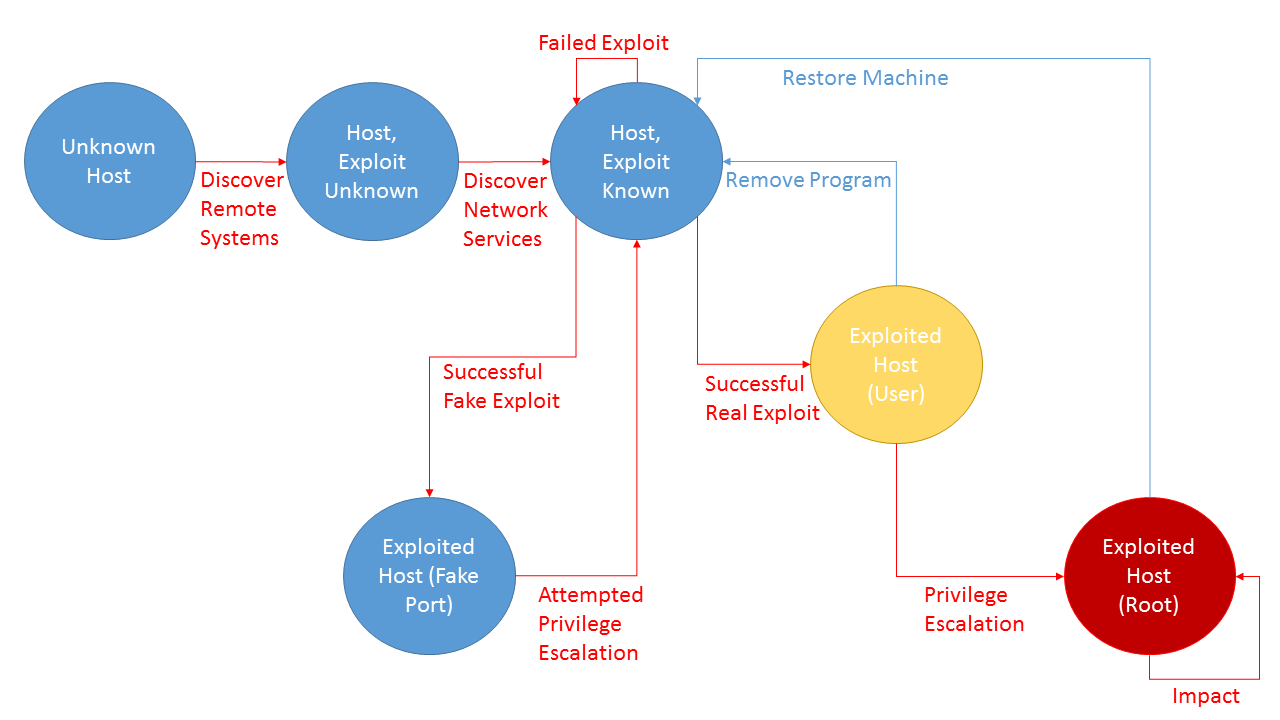 Failed Exploit
Restore Machine
Unknown
Host
Host,
Exploit
Unknown
Host,
Exploit
Known
Discover
Remote
Systems
Discover
Network
Services
Remove Program
Exploited
Host
(User)
Successful
Fake Exploit
Successful
Real Exploit
Exploited
Host (Fake
Port)
Attempted
Privilege
Escalation
Privilege
Escalation
Exploited
Host
(Root)
Impact